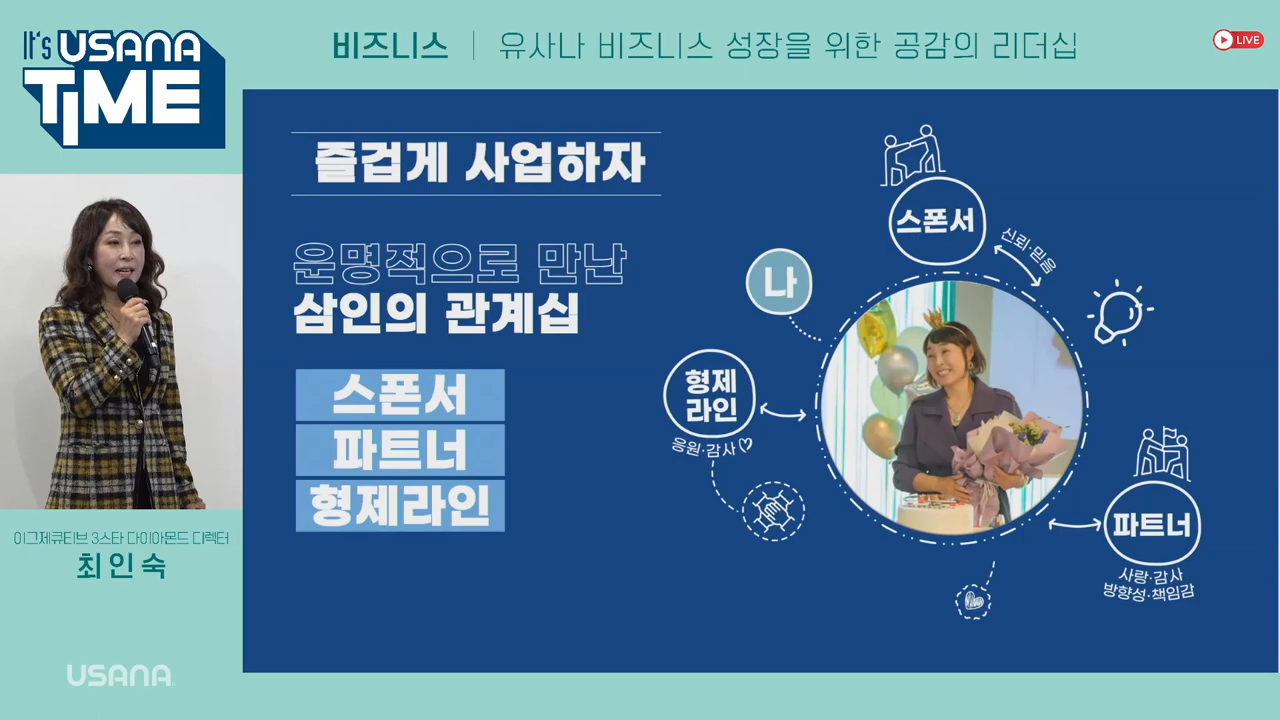 It's USANA
TIME
비즈니스 | 유사나 비즈니스 성장을 위한 공감의 리더십
LIVE
즐겁게 사업하자
운명적으로 만난
삼인의 관계십
스폰서
파트너
형제라인
스폰서
신뢰·믿음
나
형제
라인
응원·감사
파트너
사랑·감사
방향성·책임감
이그제큐티브 3스타 다이아몬드 디렉터
최인숙
USANA